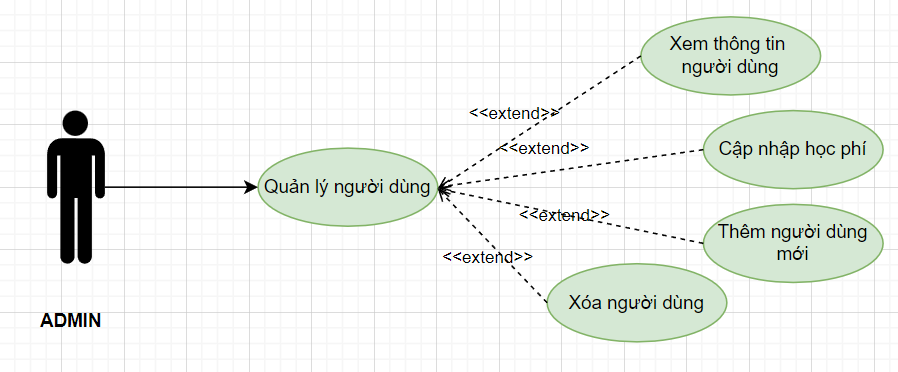 Xem thông tin
người dùng
<<extend>>
<<extend>>
Cập nhập học phí
Quản lý người dùng
<<extend>>
Thêm người dùng
mới
<<extend>>
Xóa người dùng
ADMIN